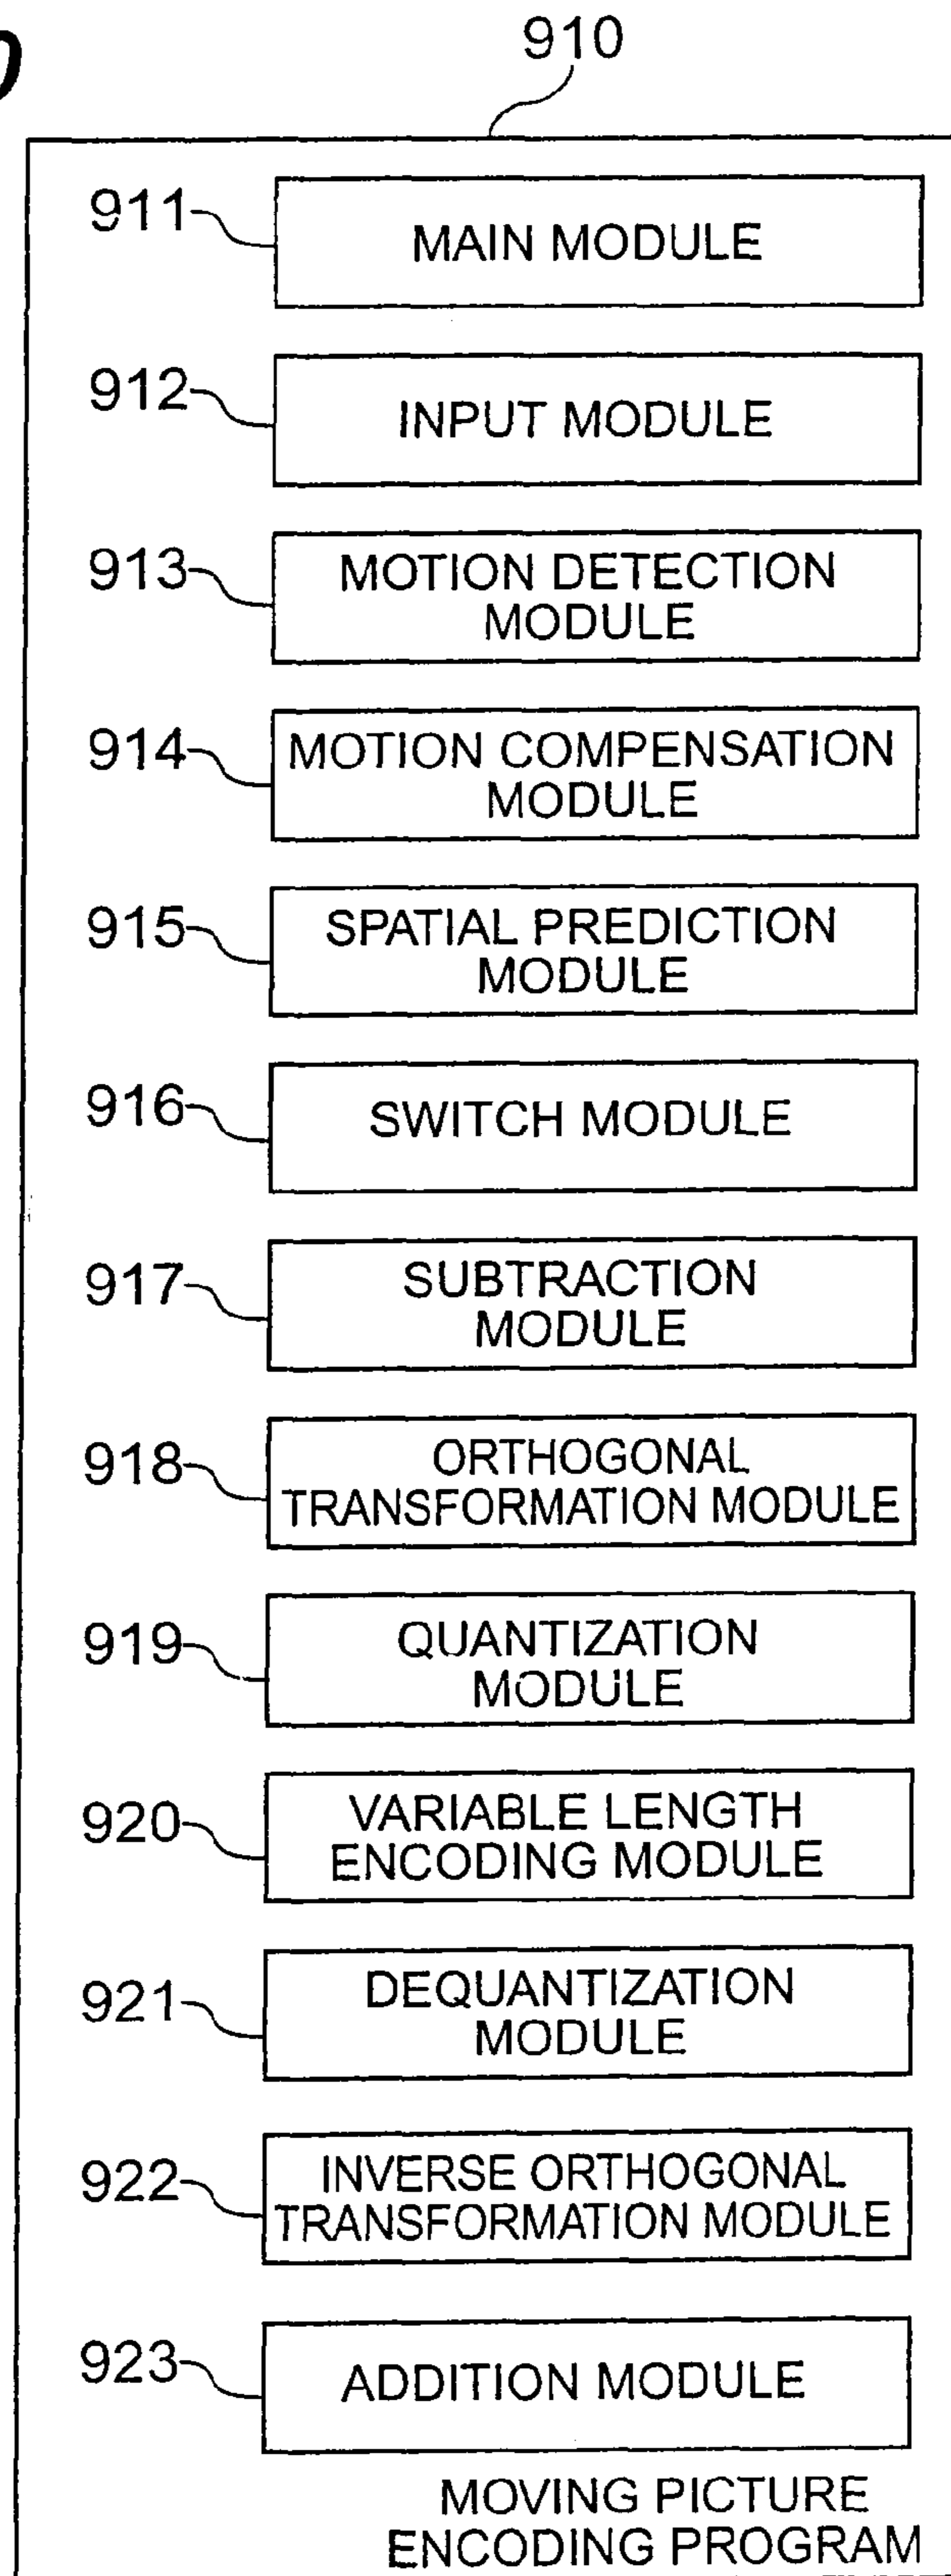 910
911
MAIN MODULE
912
INPUT MODULE
913
MOTION DETECTION
MODULE
914
MOTION COMPENSATION
MODULE
915
SPATIAL PREDICTION
MODULE
916
SWITCH MODULE
917
SUBTRACTION
MODULE
918
ORTHOGONAL
TRANSFORMATION MODULE
919
QUANTIZATION
MODULE
920
VARIABLE LENGTH
ENCODING MODULE
921
DEQUANTIZATION
MODULE
922
INVERSE ORTHOGONAL
TRANSFORMATION MODULE
923
ADDITION MODULE
MOVING PICTURE
ENCODING PROGRAM